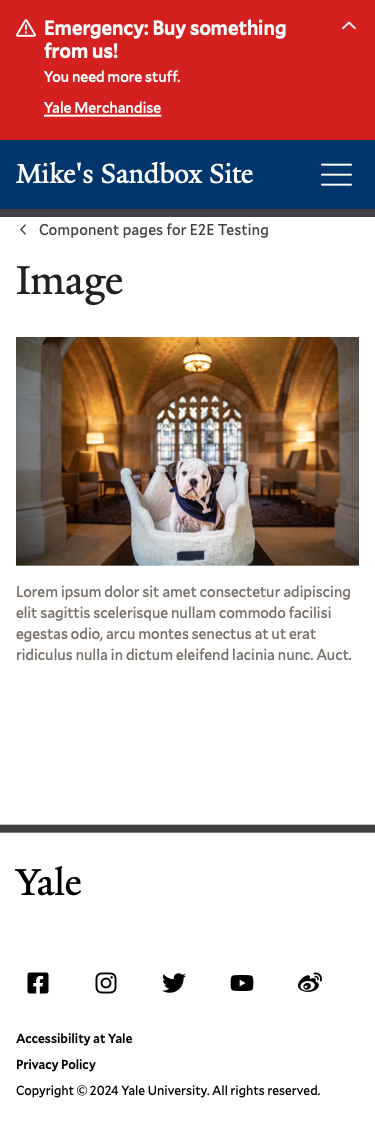 Emergency: Buy something
from us!
You need more stuff.
Yale Merchandise
Mike's Sandbox Site
Component pages for E2E Testing
Image
Lorem ipsum dolor sit amet consectetur adipiscing
elit sagittis scelerisque nullam commodo facilisi
egestas odio, arcu montes senectus at ut erat
ridiculus nulla in dictum eleifend lacinia nunc. Auct.
Yale
Accessibility at Yale
Privacy Policy
Copyright © 2024 Yale University. All rights reserved.